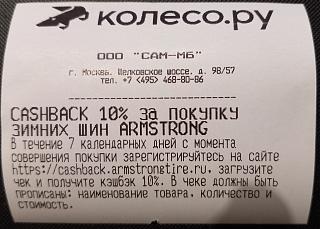 колесо.ру
ООО "САМ-МБ"
г. Москва. Щелковское шоссе. д. 98/57
тел. +7 <495> 468-80-86
CASHBACK 10% за покупку
зимних шин ARMSTRONG
В течение 7 календарных дней с момента
совершения покупки зарегистрируйтесь на сайте
https://cashback.armstrongtire.ru. загрузите
чек и получите кэшбэк 10%. В чеке должны быть
прописаны: наименование товара, количество и
стоимость.